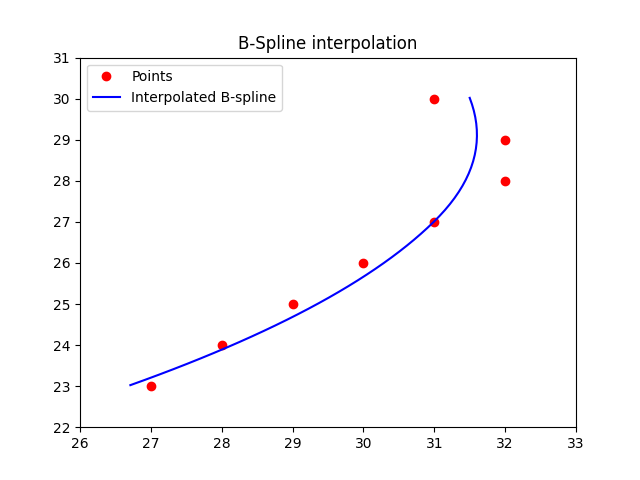 B-Spline interpolation
31
30
29
28
27
26
25
24
23
22
Points
Interpolated B-spline
26 27 28 29 30 31 32 33